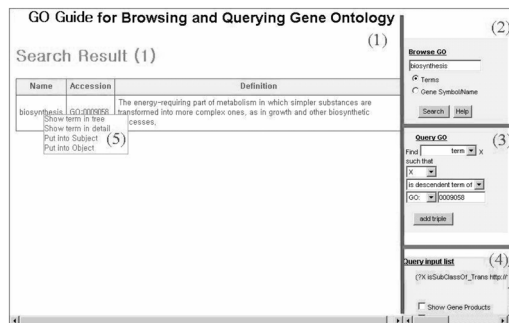 GO Guide for Browsing and Querying Gene Ontology
(1)
Search Result (1)
Name Accession Definition
biosynthesis GO:0009058 The energy-requiring part of metabolism in which simpler substances are
transformed into more complex ones, as in growth and other biosynthetic
processes.
Show term in tree
Show term in detail
Put into Subject
Put into Object
(5)
(2)
Browse GO
biosynthesis
Terms
Gene Symbol/Name
Search Help
(3)
Query GO
Find term X
such that
X
is descendent term of
GO: 0009058
add triple
(4)
Query input list
(?X isSubClassOf_Trans http://
Show Gene Products